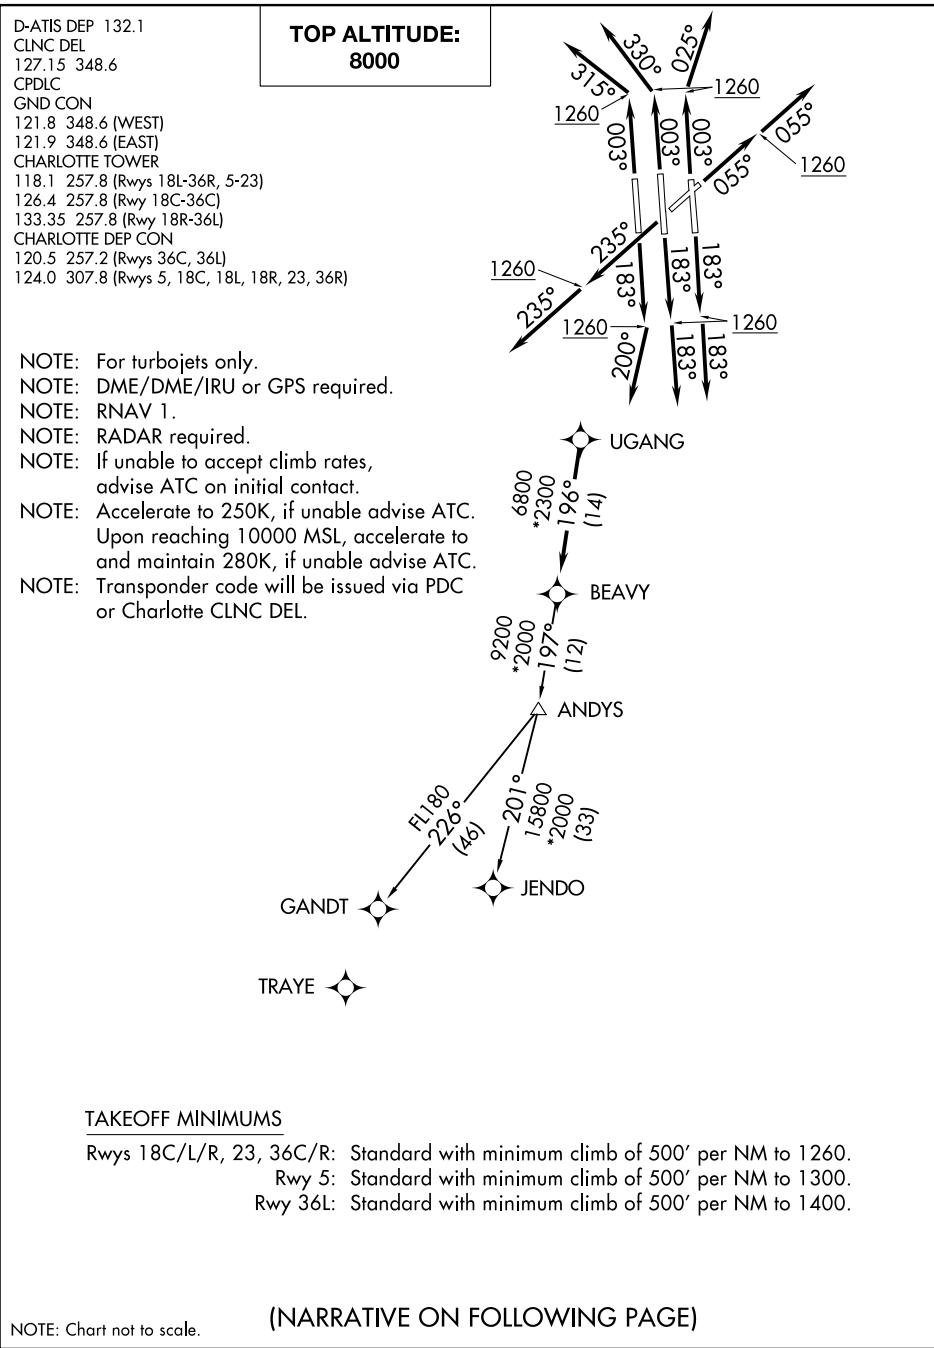 D-ATIS DEP 132.1
CLNC DEL
127.15 348.6
CPDLC
GND CON
121.8 348.6 (WEST)
121.9 348.6 (EAST)
CHARLOTTE TOWER
118.1 257.8 (Rwys 18L-36R, 5-23)
126.4 257.8 (Rwy 18C-36C)
133.35 257.8 (Rwy 18R-36L)
CHARLOTTE DEP CON
120.5 257.2 (Rwys 36C, 36L)
124.0 307.8 (Rwys 5, 18C, 18L, 18R, 23, 36R)
TOP ALTITUDE:
8000
315°
330°
025°
1260
1260
003°
003°
003°
055°
055°
1260
235°
235°
1260
183°
183°
183°
1260
1260
200°
183°
183°
NOTE: For turbojets only.
NOTE: DME/DME/IRU or GPS required.
NOTE: RNAV 1.
NOTE: RADAR required.
NOTE: If unable to accept climb rates,
advise ATC on initial contact.
NOTE: Accelerate to 250K, if unable advise ATC.
Upon reaching 10000 MSL, accelerate to
and maintain 280K, if unable advise ATC.
NOTE: Transponder code will be issued via PDC
or Charlotte CLNC DEL.
UGANG
6800
*2300
196°
(14)
BEAVY
9200
*2000
197°
(12)
ANDYS
FL180
226°
(46)
201°
15800
*2000
(33)
JENDO
GANDT
TRAYE
TAKEOFF MINIMUMS
Rwys 18C/L/R, 23, 36C/R: Standard with minimum climb of 500' per NM to 1260.
Rwy 5: Standard with minimum climb of 500' per NM to 1300.
Rwy 36L: Standard with minimum climb of 500' per NM to 1400.
(NARRATIVE ON FOLLOWING PAGE)
NOTE: Chart not to scale.